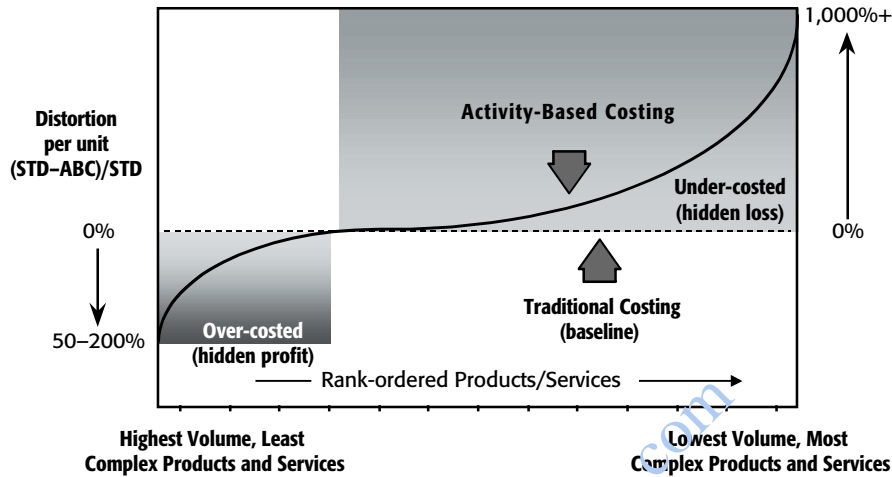 1,000%+
Activity-Based Costing
Distortion
per unit
(STD–ABC)/STD
Under-costed
(hidden loss)
0%
0%
Traditional Costing
(baseline)
Over-costed
(hidden profit)
50–200%
Rank-ordered Products/Services
Highest Volume, Least
Complex Products and Services
Lowest Volume, Most
Complex Products and Services
com